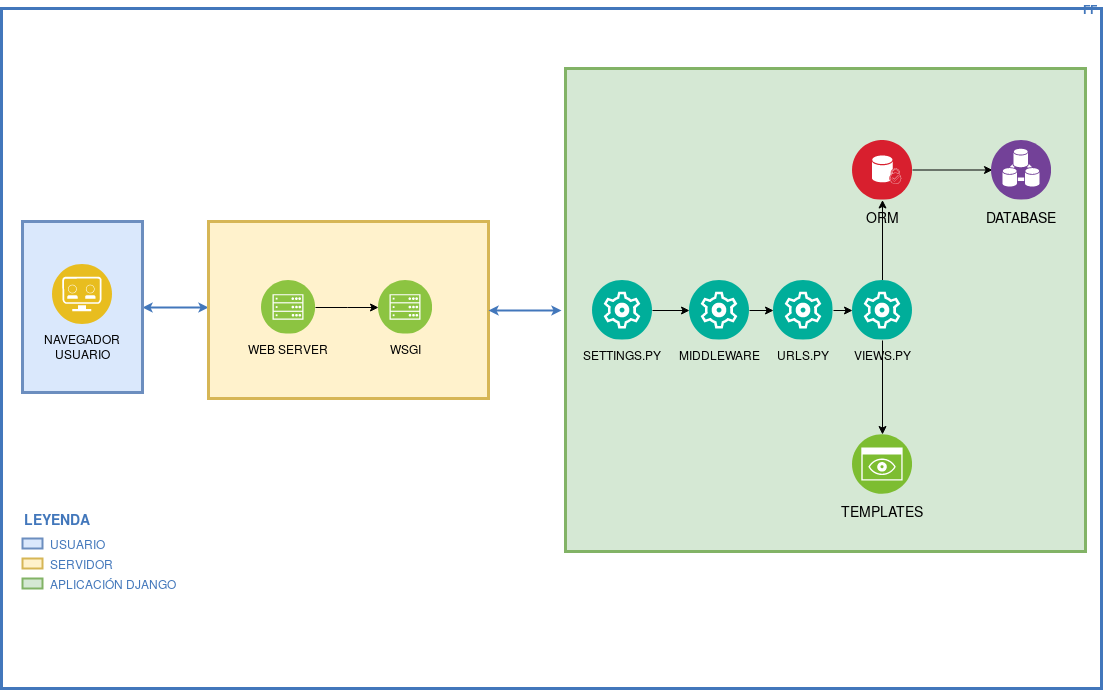 FF
ORM
DATABASE
NAVEGADOR
USUARIO
WEB SERVER
WSGI
SETTINGS.PY
MIDDLEWARE
URLS.PY
VIEWS.PY
TEMPLATES
LEYENDA
USUARIO
SERVIDOR
APLICACIÓN DJANGO